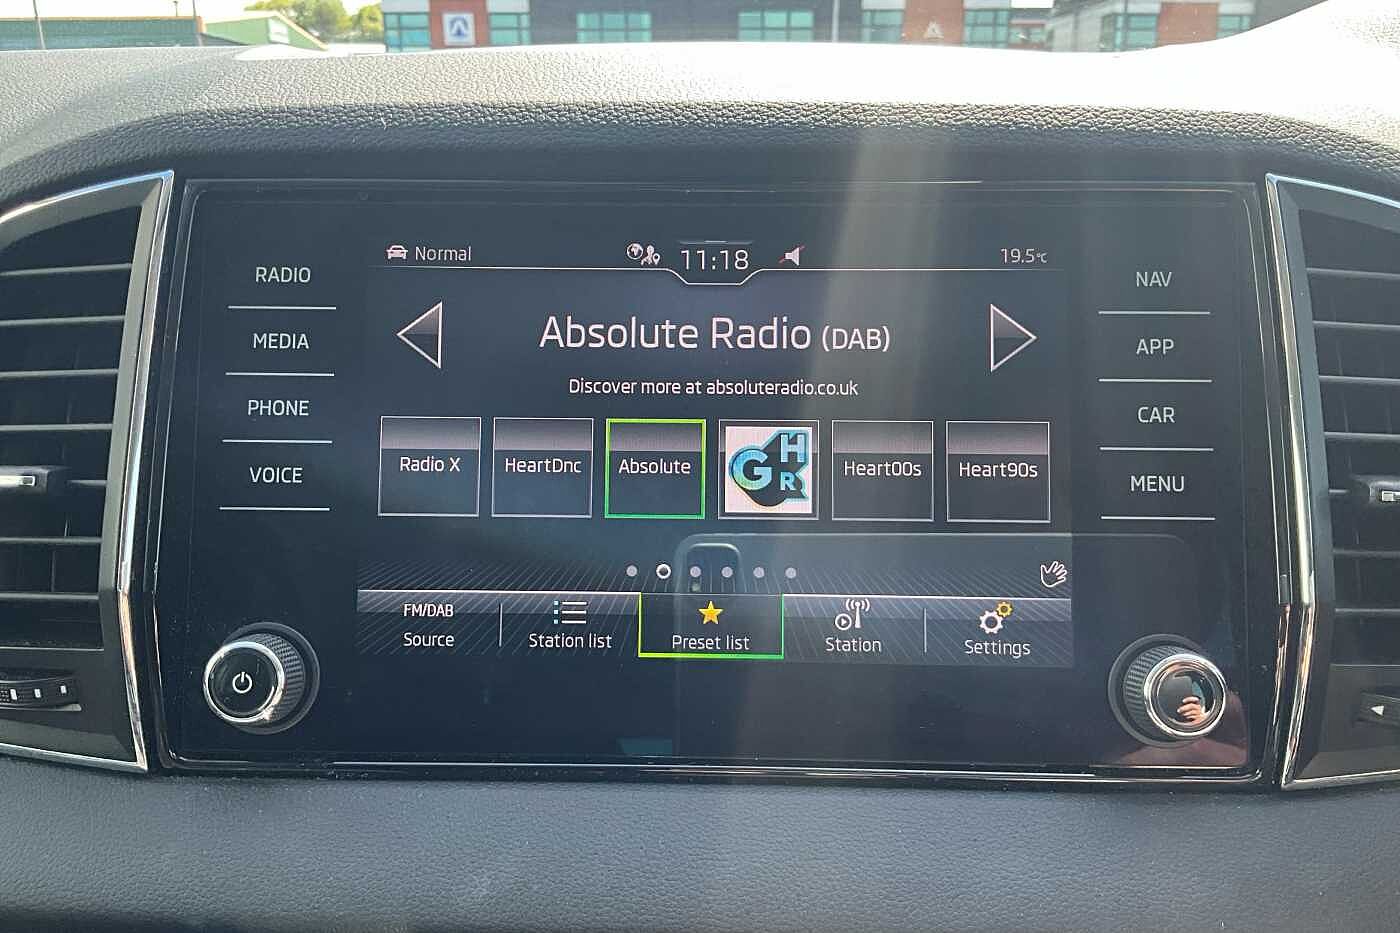 Normal
11:18
19.5°C
RADIO
MEDIA
PHONE
VOICE
NAV
APP
CAR
MENU
Absolute Radio (DAB)
Discover more at absoluteradio.co.uk
Radio X
HeartDnc
Absolute
GHR
Heart00s
Heart90s
FM/DAB
Source
Station list
Preset list
Station
Settings